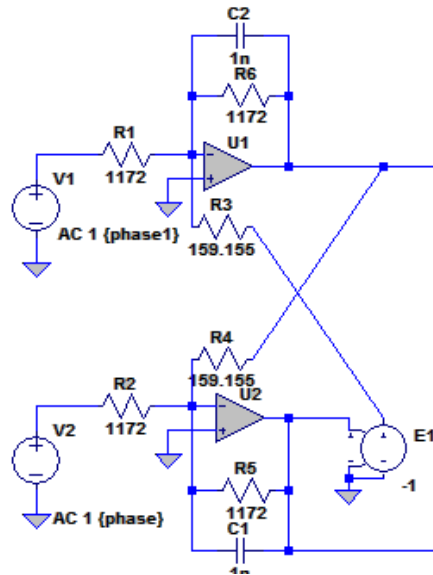 C2
1n
R6
1172
R1
1172
U1
V1
R3
159.155
AC 1 {phase1}
R4
159.155
R2
1172
U2
V2
E1
-1
R5
1172
AC 1 {phase}
C1
1n